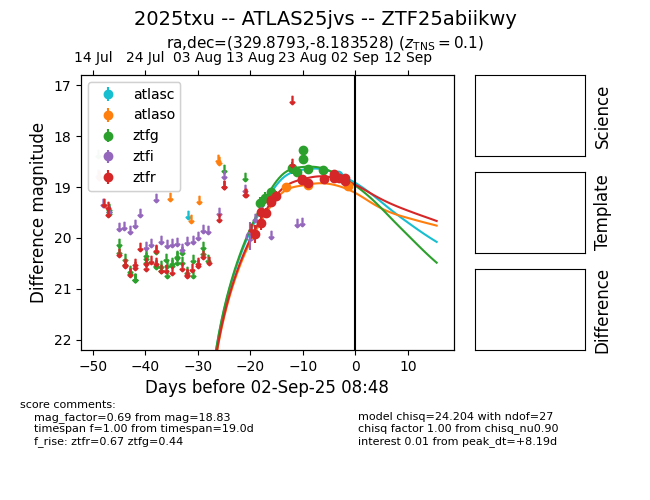 2025txu -- ATLAS25jvs -- ZTF25abiikwy
ra,dec=(329.8793,-8.183528) (zTNS = 0.1)
14 Jul 24 Jul 03 Aug 13 Aug 23 Aug 02 Sep 12 Sep
17
18
19
20
21
22
Difference magnitude
atlasc
atlaso
ztfg
ztfi
ztfr
−50 −40 −30 −20 −10 0 10
Days before 02-Sep-25 08:48
Science
Template
Difference
score comments:
mag_factor=0.69 from mag=18.83
timespan f=1.00 from timespan=19.0d
f_rise: ztfr=0.67 ztfg=0.44
model chisq=24.204 with ndof=27
chisq factor 1.00 from chisq_nu0.90
interest 0.01 from peak_dt=+8.19d